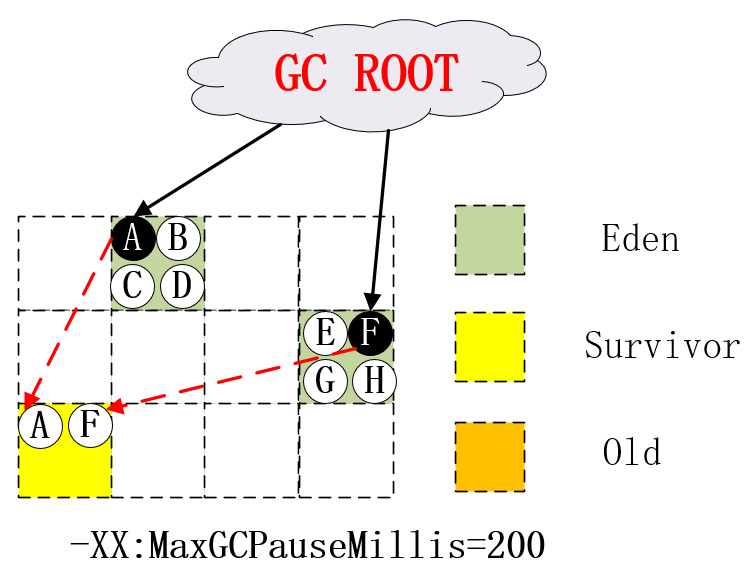 GC ROOT
A B
C D
E F
G H
A F
Eden
Survivor
Old
-XX:MaxGCPauseMillis=200